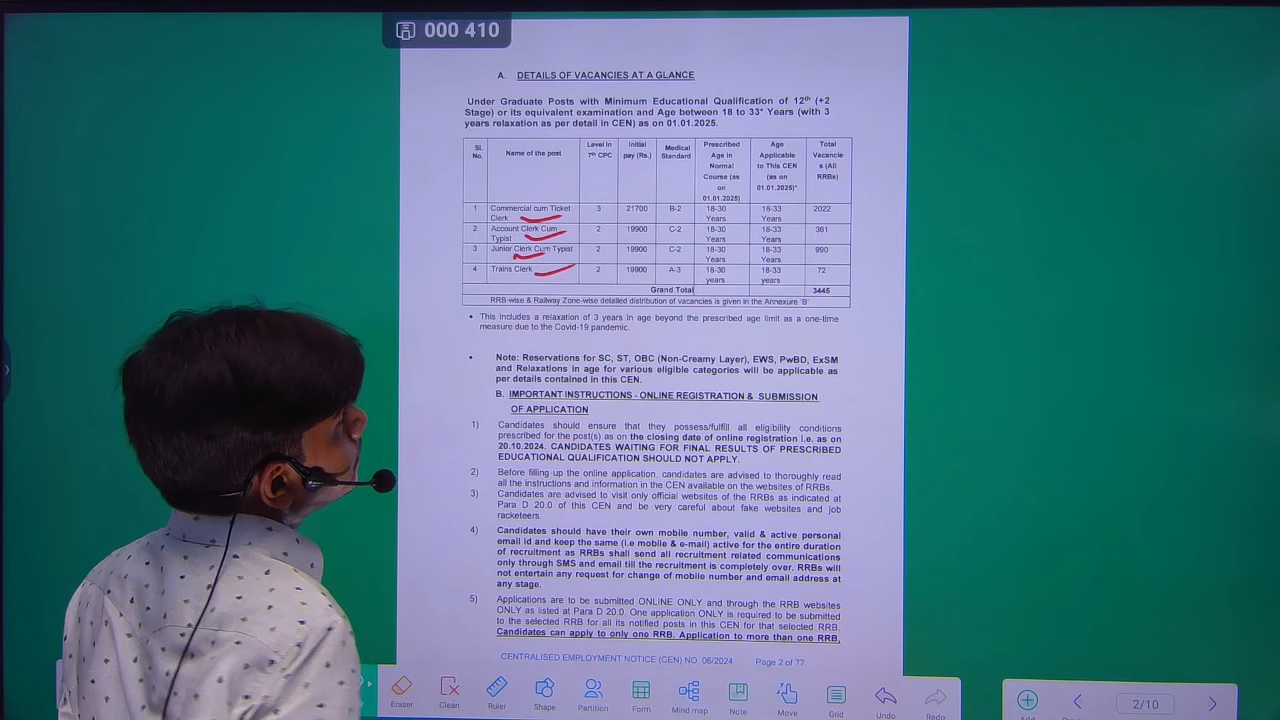 000 410
A. DETAILS OF VACANCIES AT A GLANCE
Under Graduate Posts with Minimum Educational Qualification of 12th (+2
Stage) or its equivalent examination and Age between 18 to 33* Years (with 3
years relaxation as per detail in CEN) as on 01.01.2025.
Sl. No. | Name of the post | Level in 7th CPC | Initial pay (Rs.) | Medical Standard | Prescribed Age in Normal Course (as on 01.01.2025) | Age Applicable to This CEN (as on 01.01.2025)* | Total Vacancie s (All RRBs)
1 | Commercial cum Ticket Clerk | 3 | 21700 | B-2 | 18-30 Years | 18-33 Years | 2022
2 | Account Clerk Cum Typist | 2 | 19900 | C-2 | 18-30 Years | 18-33 Years | 361
3 | Junior Clerk Cum Typist | 2 | 19900 | C-2 | 18-30 Years | 18-33 Years | 990
4 | Trains Clerk | 2 | 19900 | A-3 | 18-30 years | 18-33 years | 72
Grand Total | 3445
RRB-wise & Railway Zone-wise detailed distribution of vacancies is given in the Annexure 'B'
• This includes a relaxation of 3 years in age beyond the prescribed age limit as a one-time
measure due to the Covid-19 pandemic.
• Note: Reservations for SC, ST, OBC (Non-Creamy Layer), EWS, PwBD, ExSM
and Relaxations in age for various eligible categories will be applicable as
per details contained in this CEN.
B. IMPORTANT INSTRUCTIONS - ONLINE REGISTRATION & SUBMISSION
OF APPLICATION
1) Candidates should ensure that they possess/fulfill all eligibility conditions
prescribed for the post(s) as on the closing date of online registration i.e. as on
20.10.2024. CANDIDATES WAITING FOR FINAL RESULTS OF PRESCRIBED
EDUCATIONAL QUALIFICATION SHOULD NOT APPLY.
2) Before filling up the online application, candidates are advised to thoroughly read
all the instructions and information in the CEN available on the websites of RRBs.
3) Candidates are advised to visit only official websites of the RRBs as indicated at
Para D 20.0 of this CEN and be very careful about fake websites and job
racketeers.
4) Candidates should have their own mobile number, valid & active personal
email id and keep the same (i.e mobile & e-mail) active for the entire duration
of recruitment as RRBs shall send all recruitment related communications
only through SMS and email till the recruitment is completely over. RRBs will
not entertain any request for change of mobile number and email address at
any stage.
5) Applications are to be submitted ONLINE ONLY and through the RRB websites
ONLY as listed at Para D 20.0. One application ONLY is required to be submitted
to the selected RRB for all its notified posts in this CEN for that selected RRB.
Candidates can apply to only one RRB. Application to more than one RRB,
CENTRALISED EMPLOYMENT NOTICE (CEN) NO. 06/2024 Page 2 of 77
Eraser Clean Ruler Shape Partition Form Mind map Note Move Grid Undo Redo
2/10